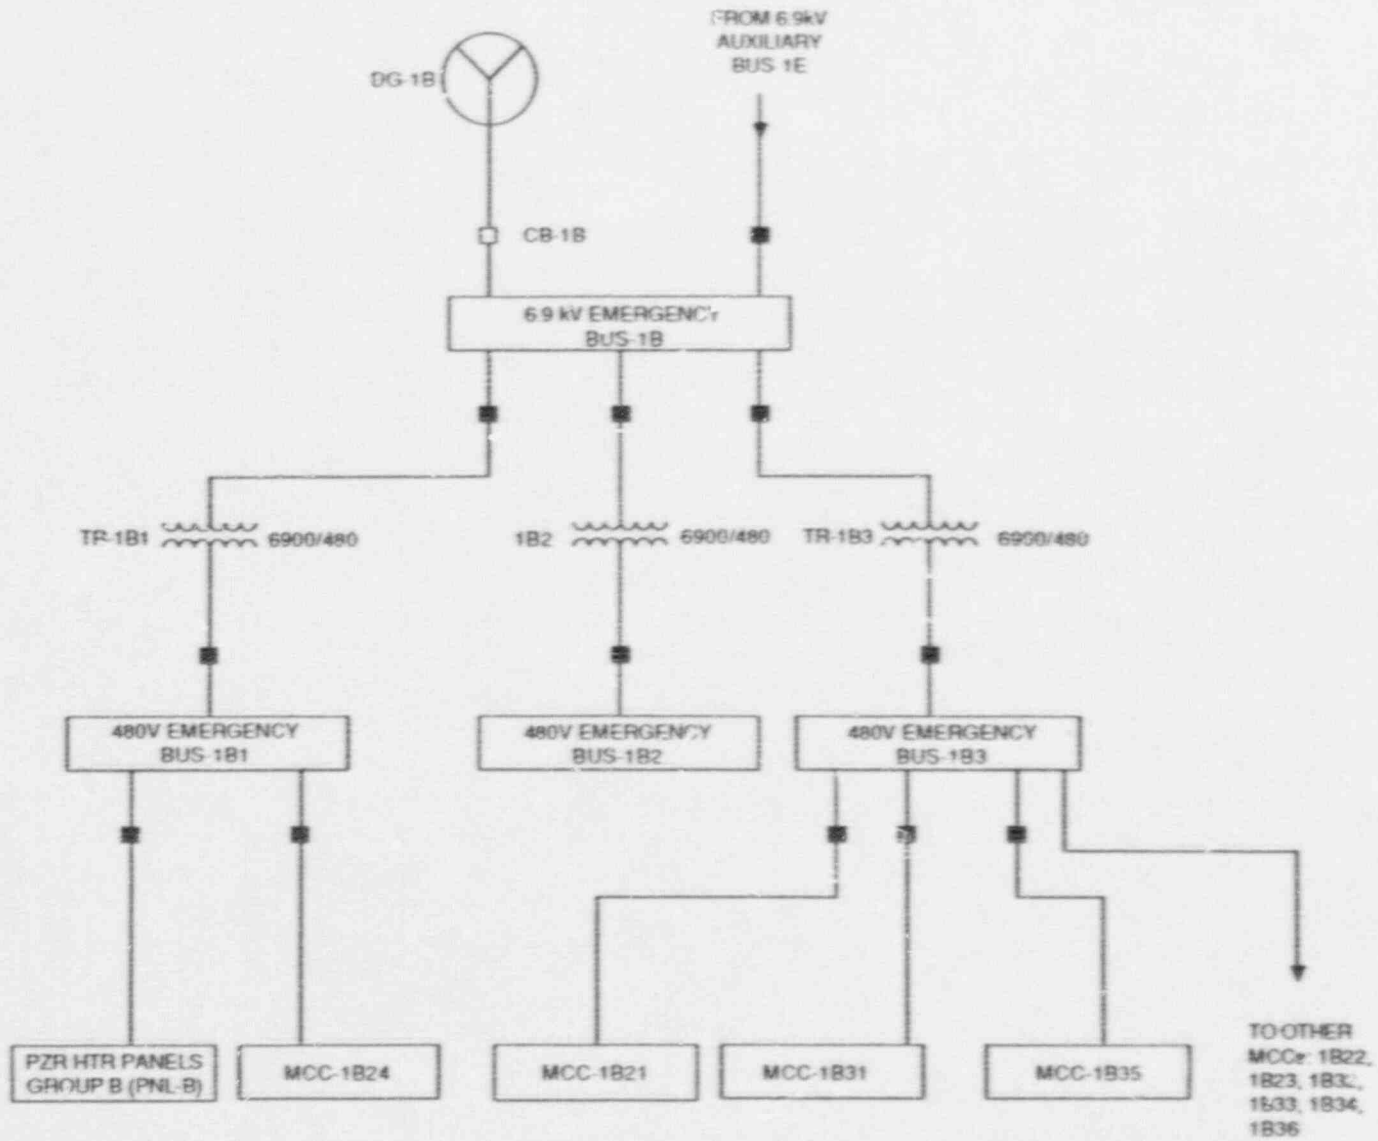 FROM 6.9kV
AUXILIARY
BUS-1E
DG-1B
CB-1B
6.9 kV EMERGENCY
BUS-1B
TR-1B1
6900/480
1B2
6900/480
TR-1B3
6900/480
480V EMERGENCY
BUS-1B1
480V EMERGENCY
BUS-1B2
480V EMERGENCY
BUS-1B3
PZR HTR PANELS
GROUP B (PNL-B)
MCC-1B24
MCC-1B21
MCC-1B31
MCC-1B35
TO OTHER
MCCs: 1B22,
1B23, 1B32,
1B33, 1B34,
1B36